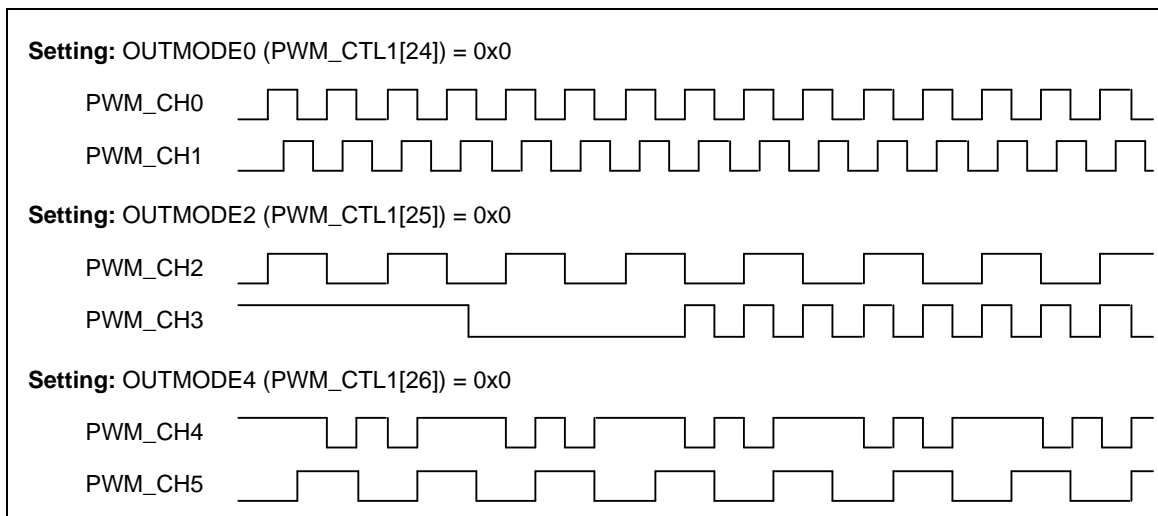 Setting: OUTMODE0 (PWM_CTL1[24]) = 0x0
PWM_CH0
PWM_CH1
Setting: OUTMODE2 (PWM_CTL1[25]) = 0x0
PWM_CH2
PWM_CH3
Setting: OUTMODE4 (PWM_CTL1[26]) = 0x0
PWM_CH4
PWM_CH5